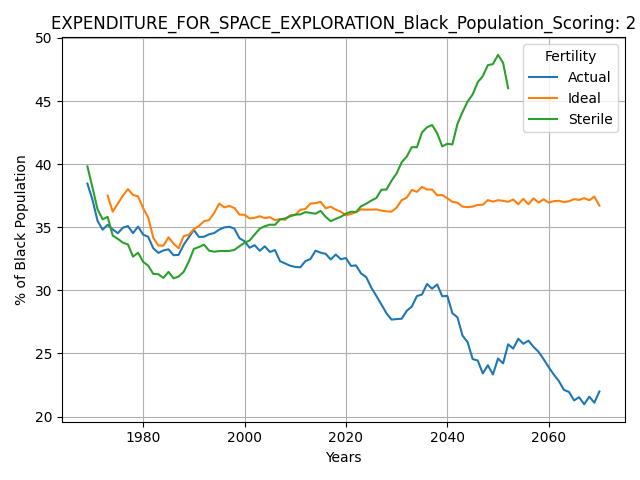 EXPENDITURE_FOR_SPACE_EXPLORATION_Black_Population_Scoring: 2
% of Black Population
50
45
40
35
30
25
20
Fertility
Actual
Ideal
Sterile
1980
2000
2020
2040
2060
Years